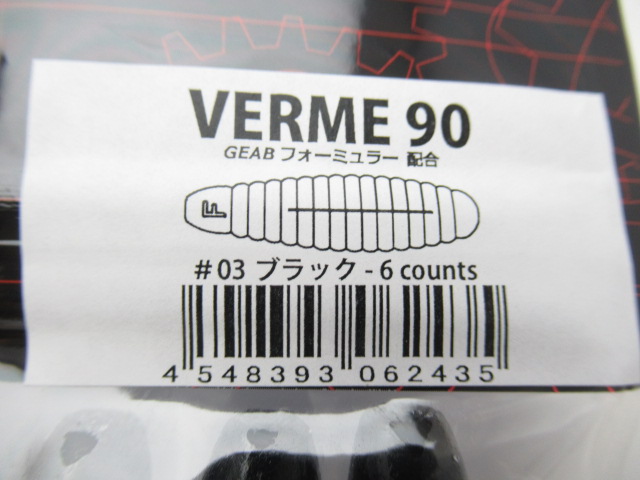 VERME 90
GEAB フォーミュラー 配合
F
#03 ブラック - 6 counts
4 548393 062435